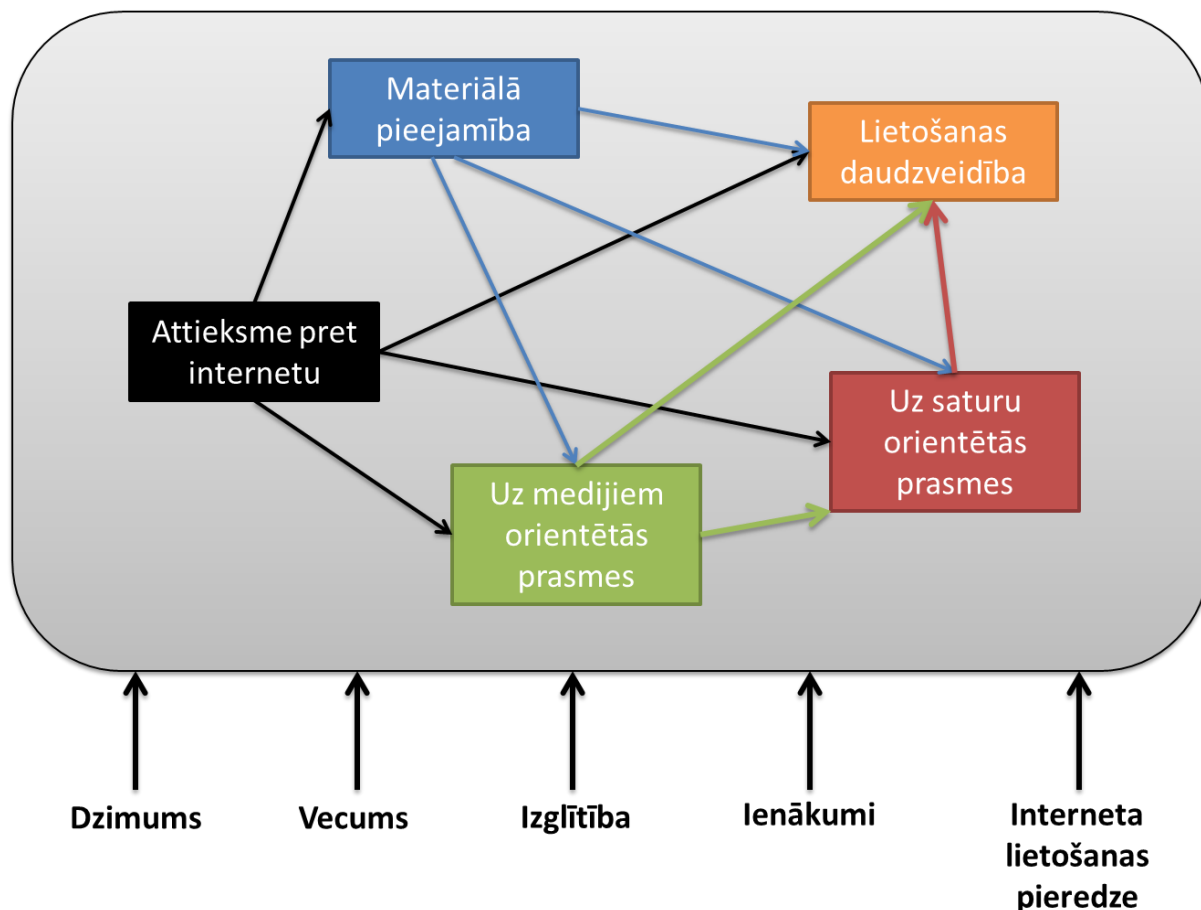 Materiālā
pieejamība
Lietošanas
daudzveidība
Attieksme pret
internetu
Uz saturu
orientētās
prasmes
Uz medijiem
orientētās
prasmes
Dzimums
Vecums
Izglītība
Ienākumi
Interneta
lietošanas
pieredze